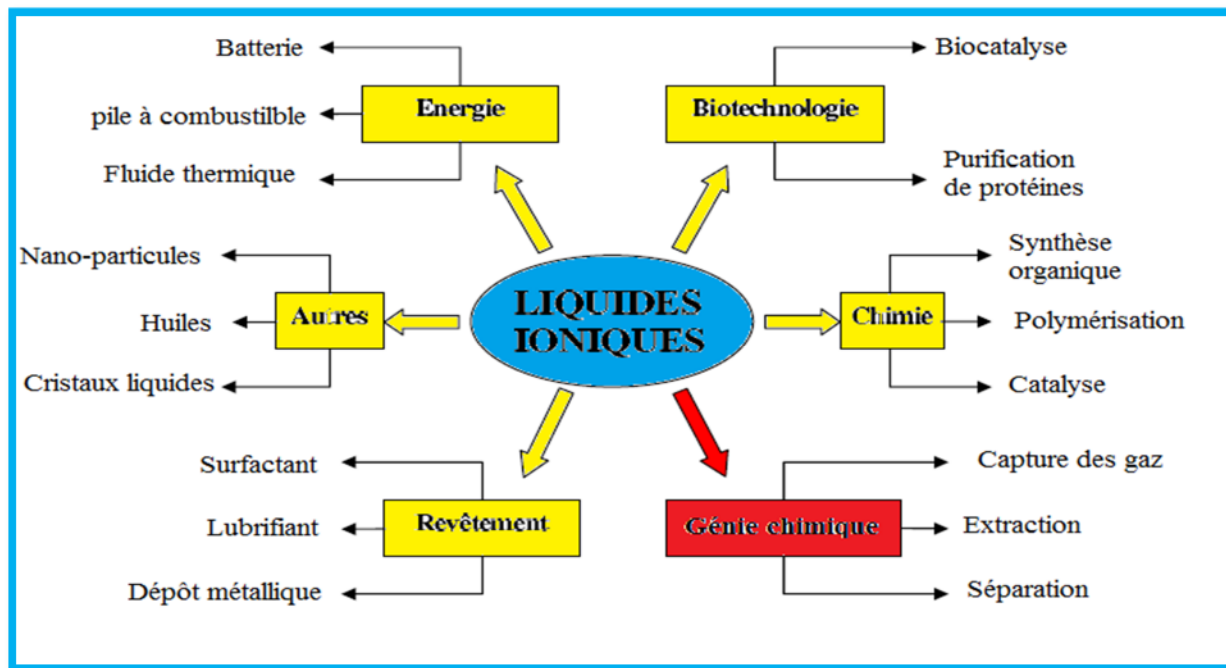 Batterie
Energie
pile à combustilble
Fluide thermique
Biocatalyse
Biotechnologie
Purification
de protéines
Nano-particules
Autres
Huiles
Cristaux liquides
LIQUIDES
IONIQUES
Synthèse
organique
Chimie
Polymérisation
Catalyse
Surfactant
Revêtement
Lubrifiant
Dépôt métallique
Capture des gaz
Génie chimique
Extraction
Séparation